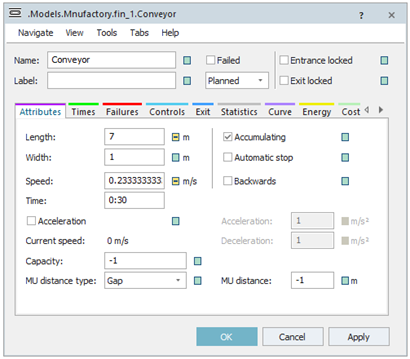 .Models.Mnufactory.fin_1.Conveyor ? ×
Navigate View Tools Tabs Help
Name: Conveyor Failed Entrance locked
Label: Planned Exit locked
Attributes Times Failures Controls Exit Statistics Curve Energy Cost
Length: 7 m Accumulating
Width: 1 m Automatic stop
Speed: 0.233333333 m/s Backwards
Time: 0:30
Acceleration Acceleration: 1 m/s²
Current speed: 0 m/s Deceleration: 1 m/s²
Capacity: -1
MU distance type: Gap MU distance: -1 m
OK Cancel Apply